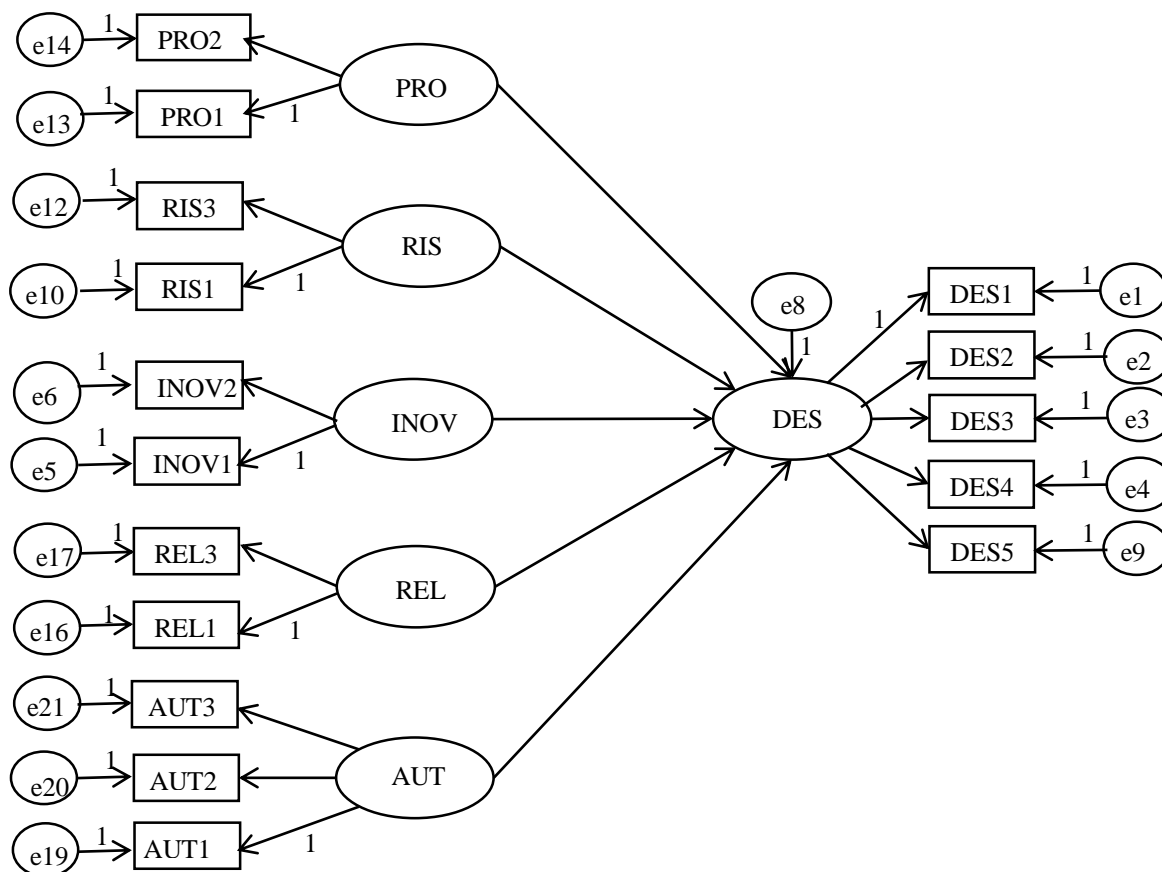 e14 1 PRO2
e13 1 PRO1
1
PRO
e12 1 RIS3
e10 1 RIS1
1
RIS
e6 1 INOV2
e5 1 INOV1
1
INOV
e17 1 REL3
e16 1 REL1
1
REL
e21 1 AUT3
e20 1 AUT2
e19 1 AUT1
1
AUT
e8
1
DES
1
DES1 1 e1
DES2 1 e2
DES3 1 e3
DES4 1 e4
DES5 1 e9